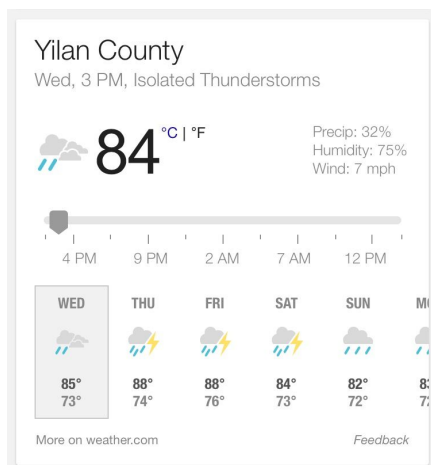 Yilan County
Wed, 3 PM, Isolated Thunderstorms
84 °C | °F
Precip: 32%
Humidity: 75%
Wind: 7 mph
4 PM 9 PM 2 AM 7 AM 12 PM
WED THU FRI SAT SUN
85° 88° 88° 84° 82°
73° 74° 76° 73° 72°
More on weather.com Feedback